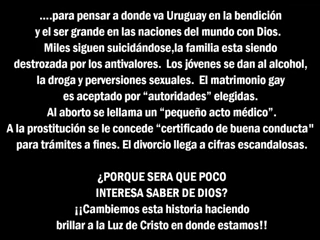 ....para pensar a donde va Uruguay en la bendición
y el ser grande en las naciones del mundo con Dios.
Miles siguen suicidándose,la familia esta siendo
destrozada por los antivalores. Los jóvenes se dan al alcohol,
la droga y perversiones sexuales. El matrimonio gay
es aceptado por “autoridades” elegidas.
Al aborto se lellama un “pequeño acto médico”.
A la prostitución se le concede “certificado de buena conducta"
para trámites a fines. El divorcio llega a cifras escandalosas.
¿PORQUE SERA QUE POCO
INTERESA SABER DE DIOS?
¡¡Cambiemos esta historia haciendo
brillar a la Luz de Cristo en donde estamos!!